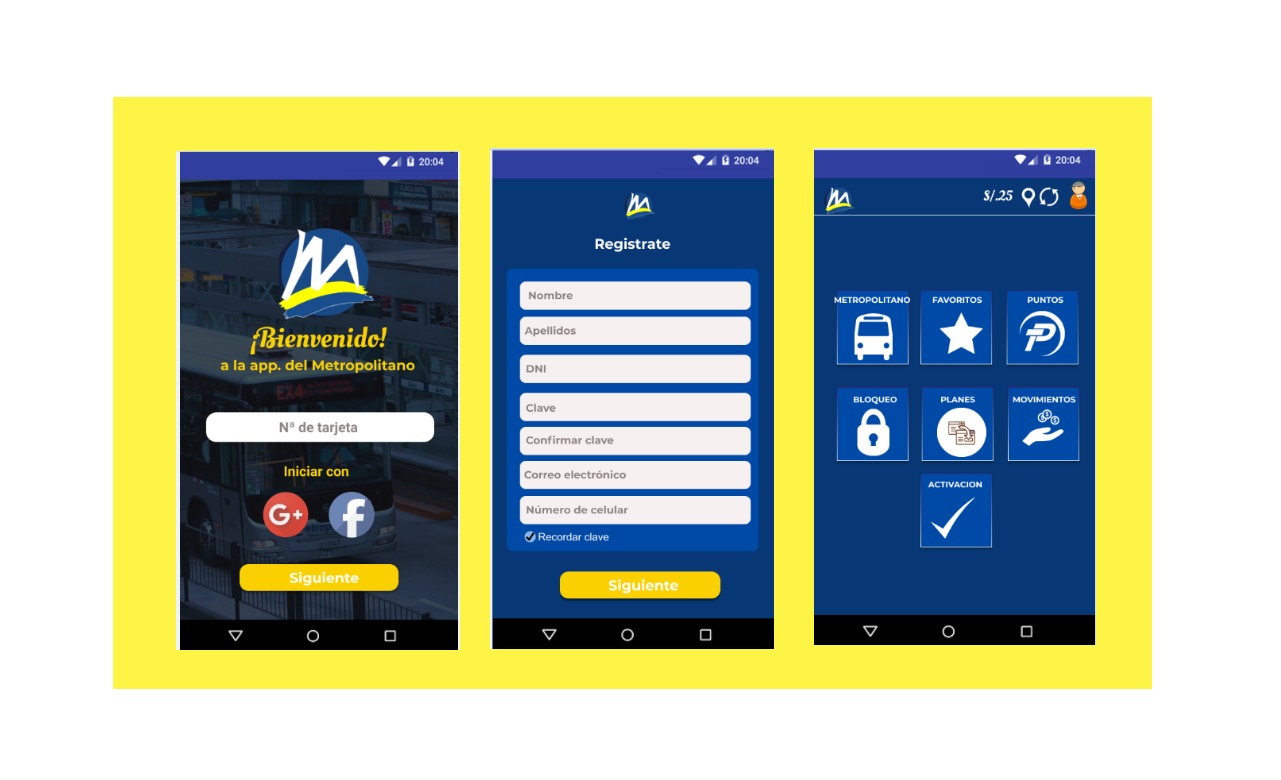 20:04
¡Bienvenido!
a la app. del Metropolitano
EX4
Nª de tarjeta
Iniciar con
G+
f
Siguiente
20:04
Registrate
Nombre
Apellidos
DNI
Clave
Confirmar clave
Correo electrónico
Número de celular
Recordar clave
Siguiente
20:04
S/.25
METROPOLITANO
FAVORITOS
PUNTOS
BLOQUEO
PLANES
MOVIMIENTOS
ACTIVACION